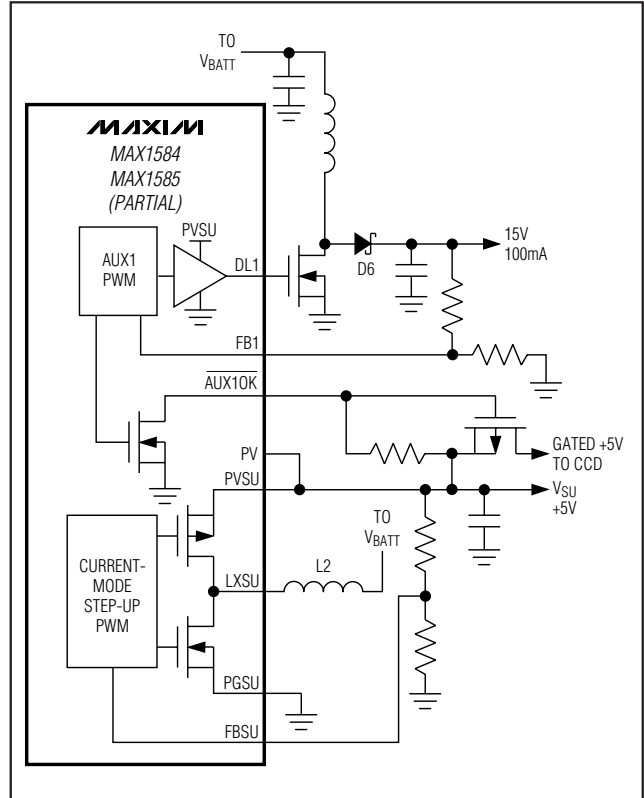 TO
VBATT
MAXIM
MAX1584
MAX1585
(PARTIAL)
PVSU
AUX1
PWM
DL1
D6
15V
100mA
FB1
AUX1OK
GATED +5V
TO CCD
PV
PVSU
VSU
+5V
TO
VBATT
CURRENT-
MODE
STEP-UP
PWM
LXSU
L2
PGSU
FBSU